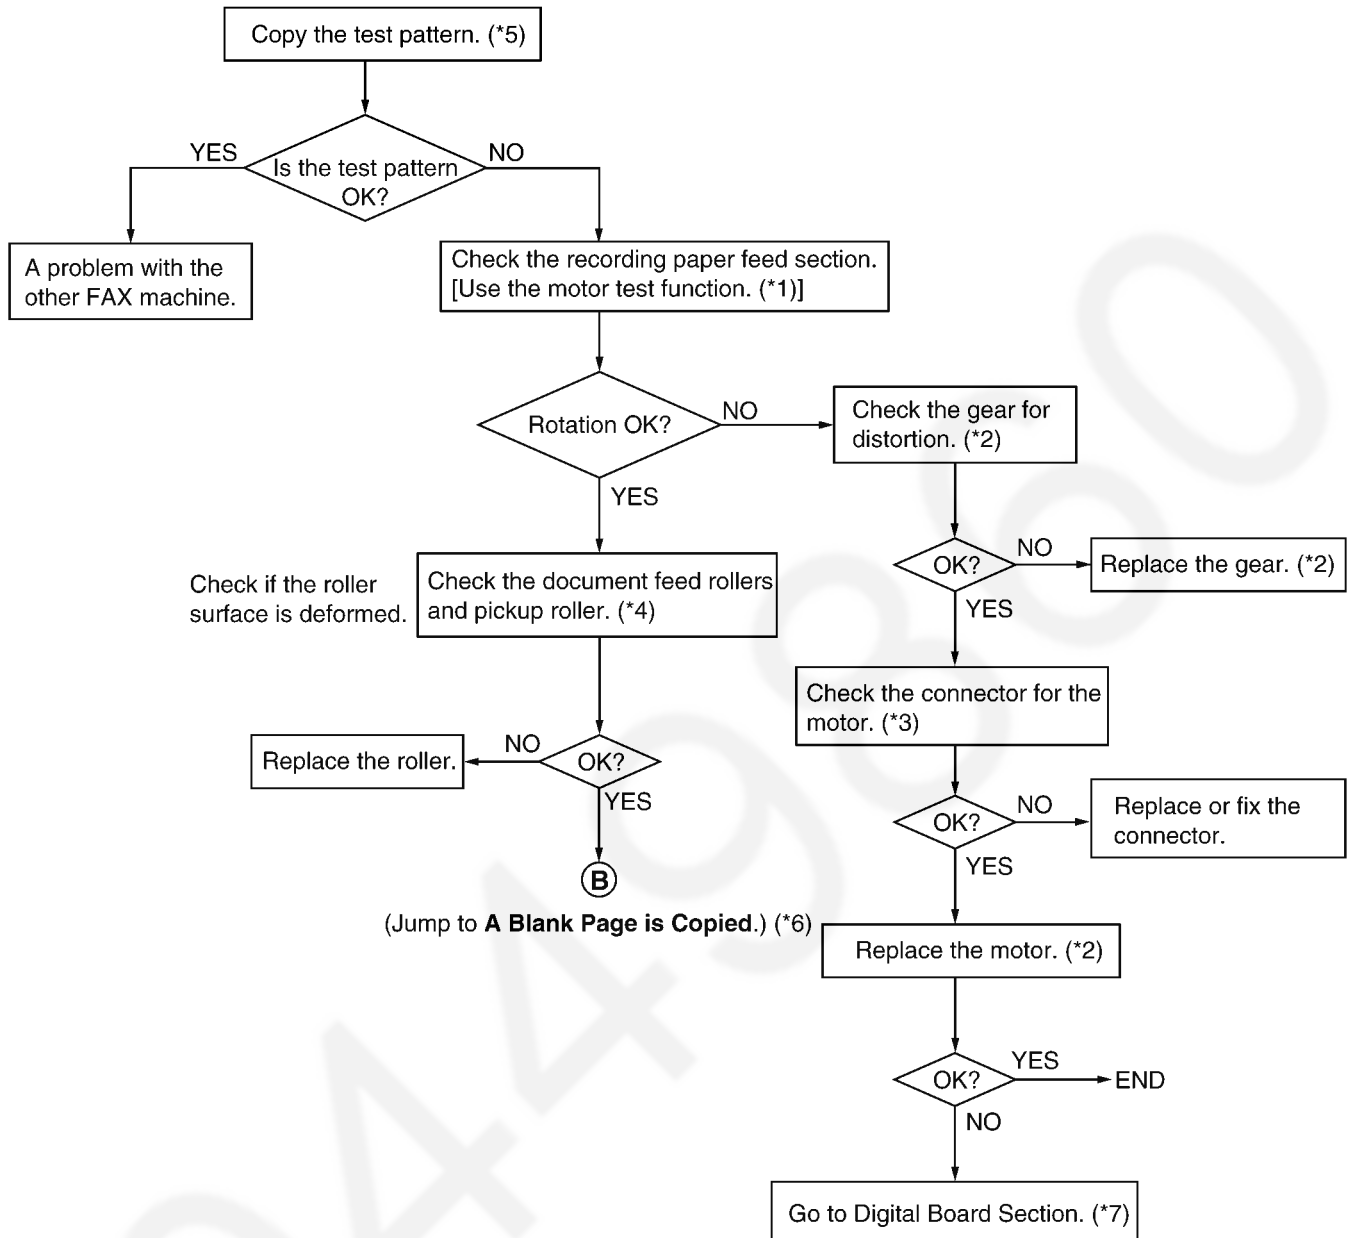 Copy the test pattern. (*5)
YES
NO
Is the test pattern
OK?
A problem with the
other FAX machine.
Check the recording paper feed section.
[Use the motor test function. (*1)]
Rotation OK?
NO
Check the gear for
distortion. (*2)
YES
OK?
NO
Replace the gear. (*2)
YES
Check if the roller
surface is deformed.
Check the document feed rollers
and pickup roller. (*4)
Check the connector for the
motor. (*3)
Replace the roller.
NO
OK?
YES
OK?
NO
Replace or fix the
connector.
YES
B
(Jump to A Blank Page is Copied.) (*6)
Replace the motor. (*2)
OK?
YES
END
NO
Go to Digital Board Section. (*7)
9449860